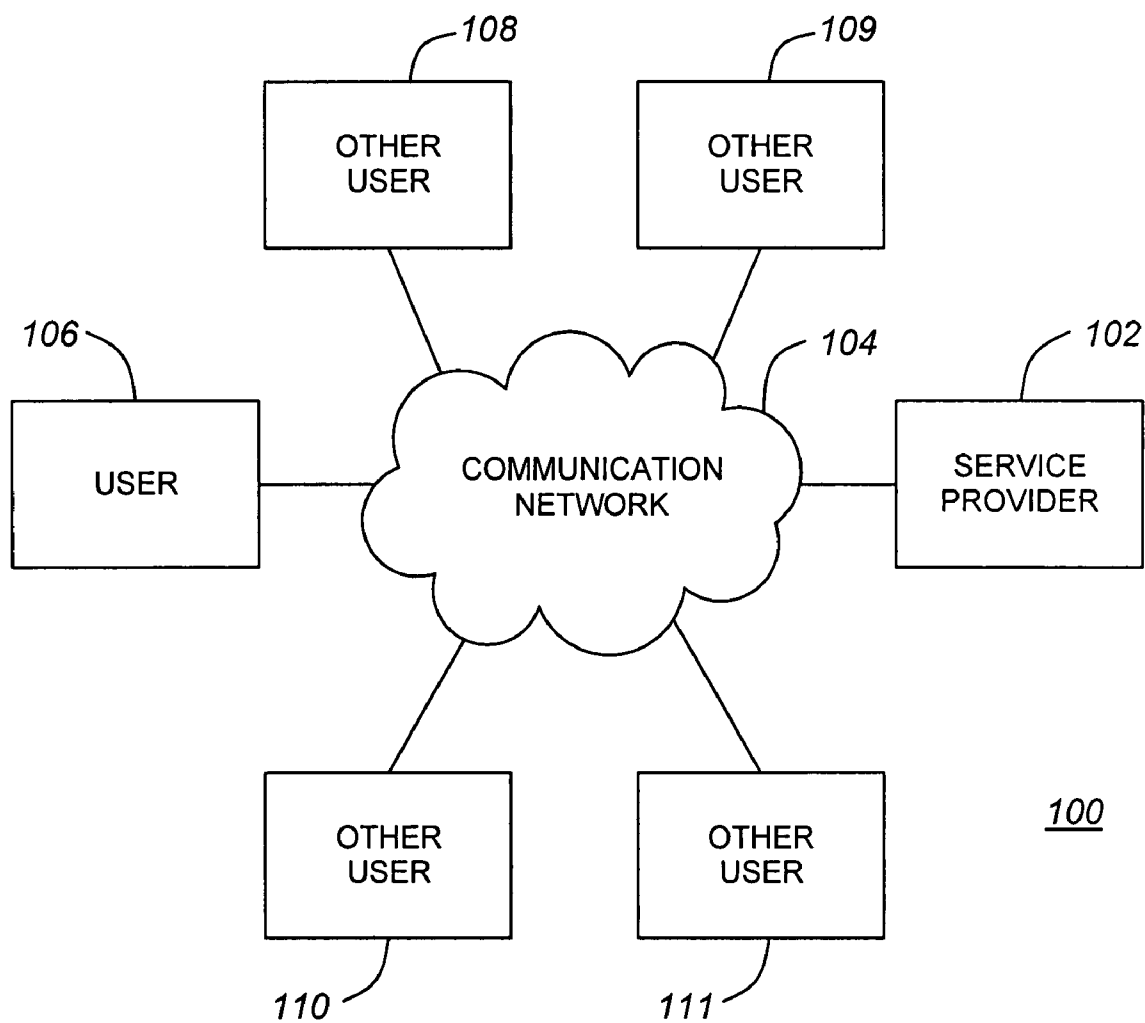 108
109
OTHER
USER
OTHER
USER
106
104
102
USER
COMMUNICATION
NETWORK
SERVICE
PROVIDER
OTHER
USER
OTHER
USER
100
110
111